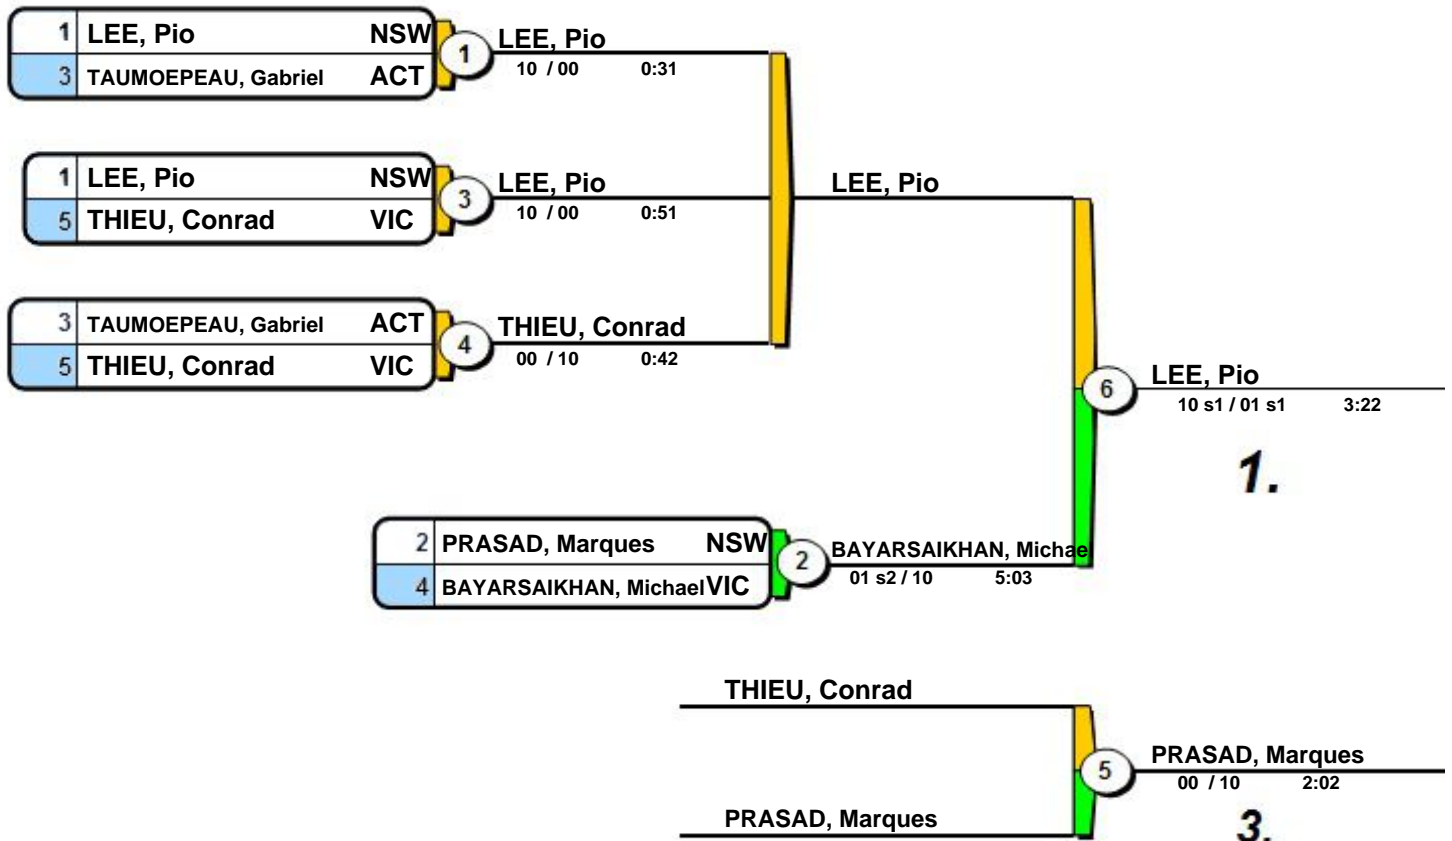 1 LEE, Pio NSW
3 TAUMOEPEAU, Gabriel ACT
1
LEE, Pio
10 / 00 0:31
1 LEE, Pio NSW
5 THIEU, Conrad VIC
3
LEE, Pio
10 / 00 0:51
LEE, Pio
3 TAUMOEPEAU, Gabriel ACT
5 THIEU, Conrad VIC
4
THIEU, Conrad
00 / 10 0:42
6
LEE, Pio
10 s1 / 01 s1 3:22
1.
2 PRASAD, Marques NSW
4 BAYARSAIKHAN, Michael VIC
2
BAYARSAIKHAN, Michae
01 s2 / 10 5:03
THIEU, Conrad
5
PRASAD, Marques
00 / 10 2:02
PRASAD, Marques
3.